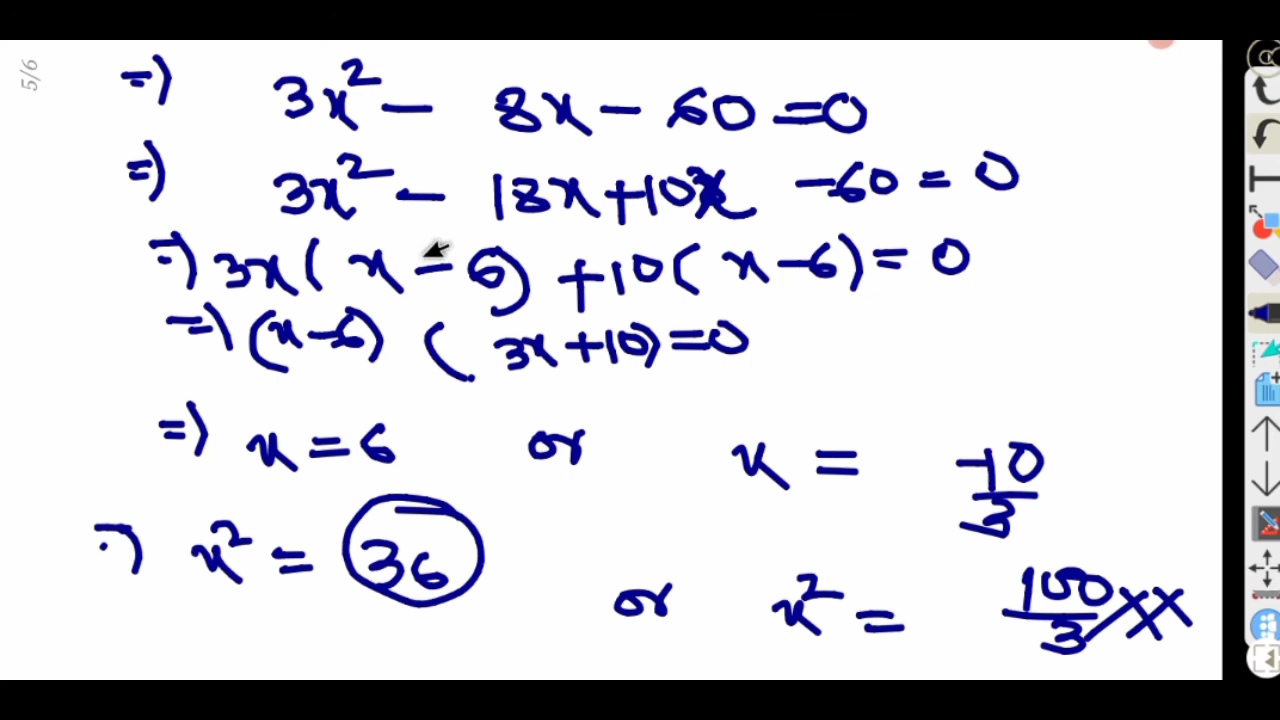 5/6
=) 3x² - 8x - 60 = 0
=) 3x² - 18x + 10x - 60 = 0
=) 3x ( x - 6) + 10 ( x - 6) = 0
=) (x - 6) ( 3x + 10) = 0
=) x = 6 or x = -10/3
=) x² = 36 or x² = 100/3 XX